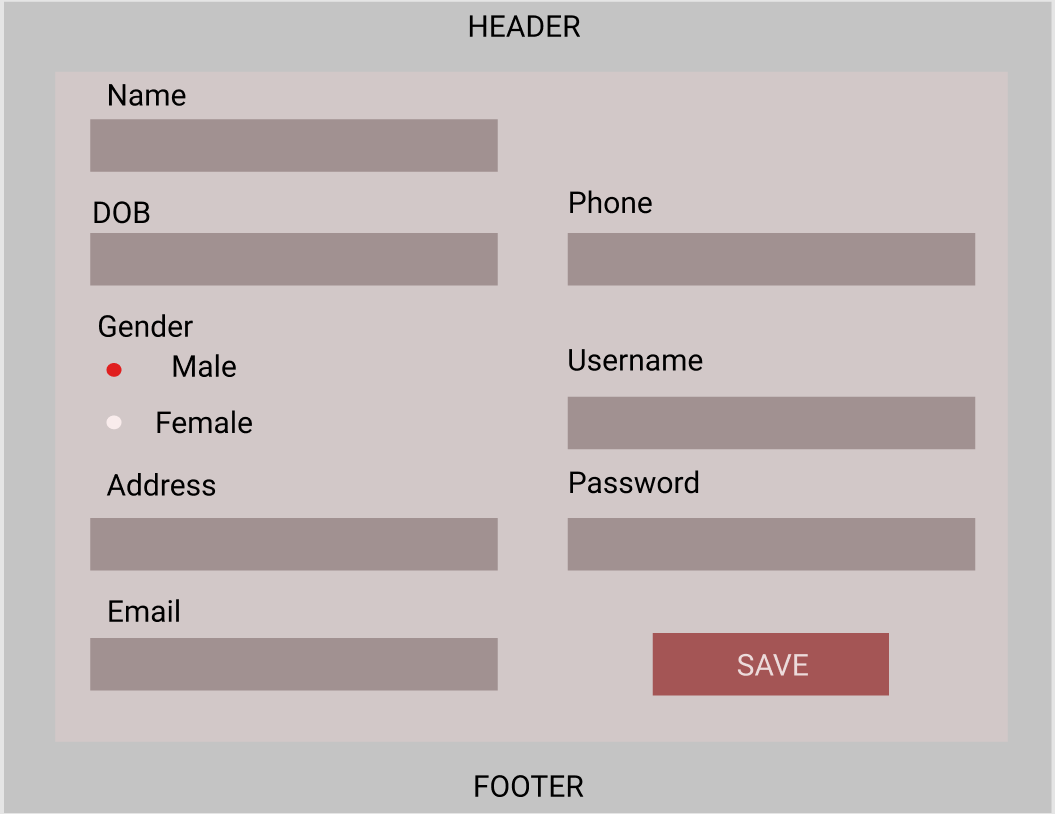 HEADER
Name
DOB
Phone
Gender
Male
Username
Female
Address
Password
Email
SAVE
FOOTER